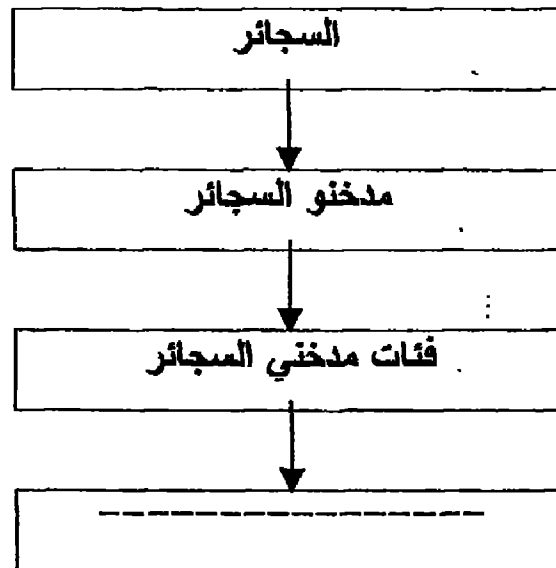 السجائر
مدخنو السجائر
فئات مدخني السجائر
----------------